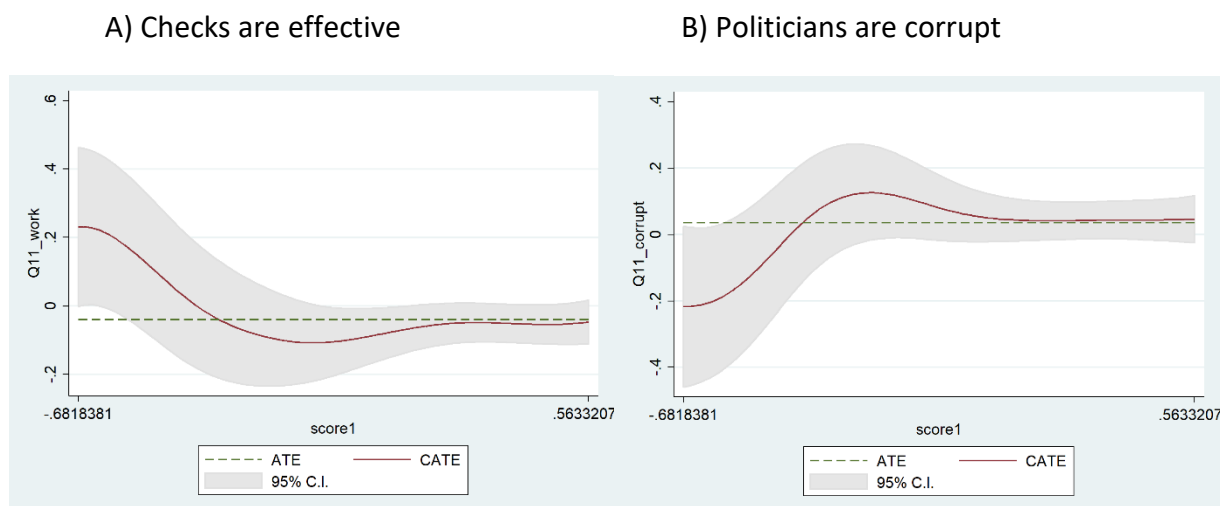 A) Checks are effective
B) Politicians are corrupt
.6
.4
.2
0
-.2
Q11_work
-.6818381
.5633207
score1
ATE
CATE
95% C.I.
.4
.2
0
-.2
-.4
Q11_corrupt
-.6818381
.5633207
score1
ATE
CATE
95% C.I.